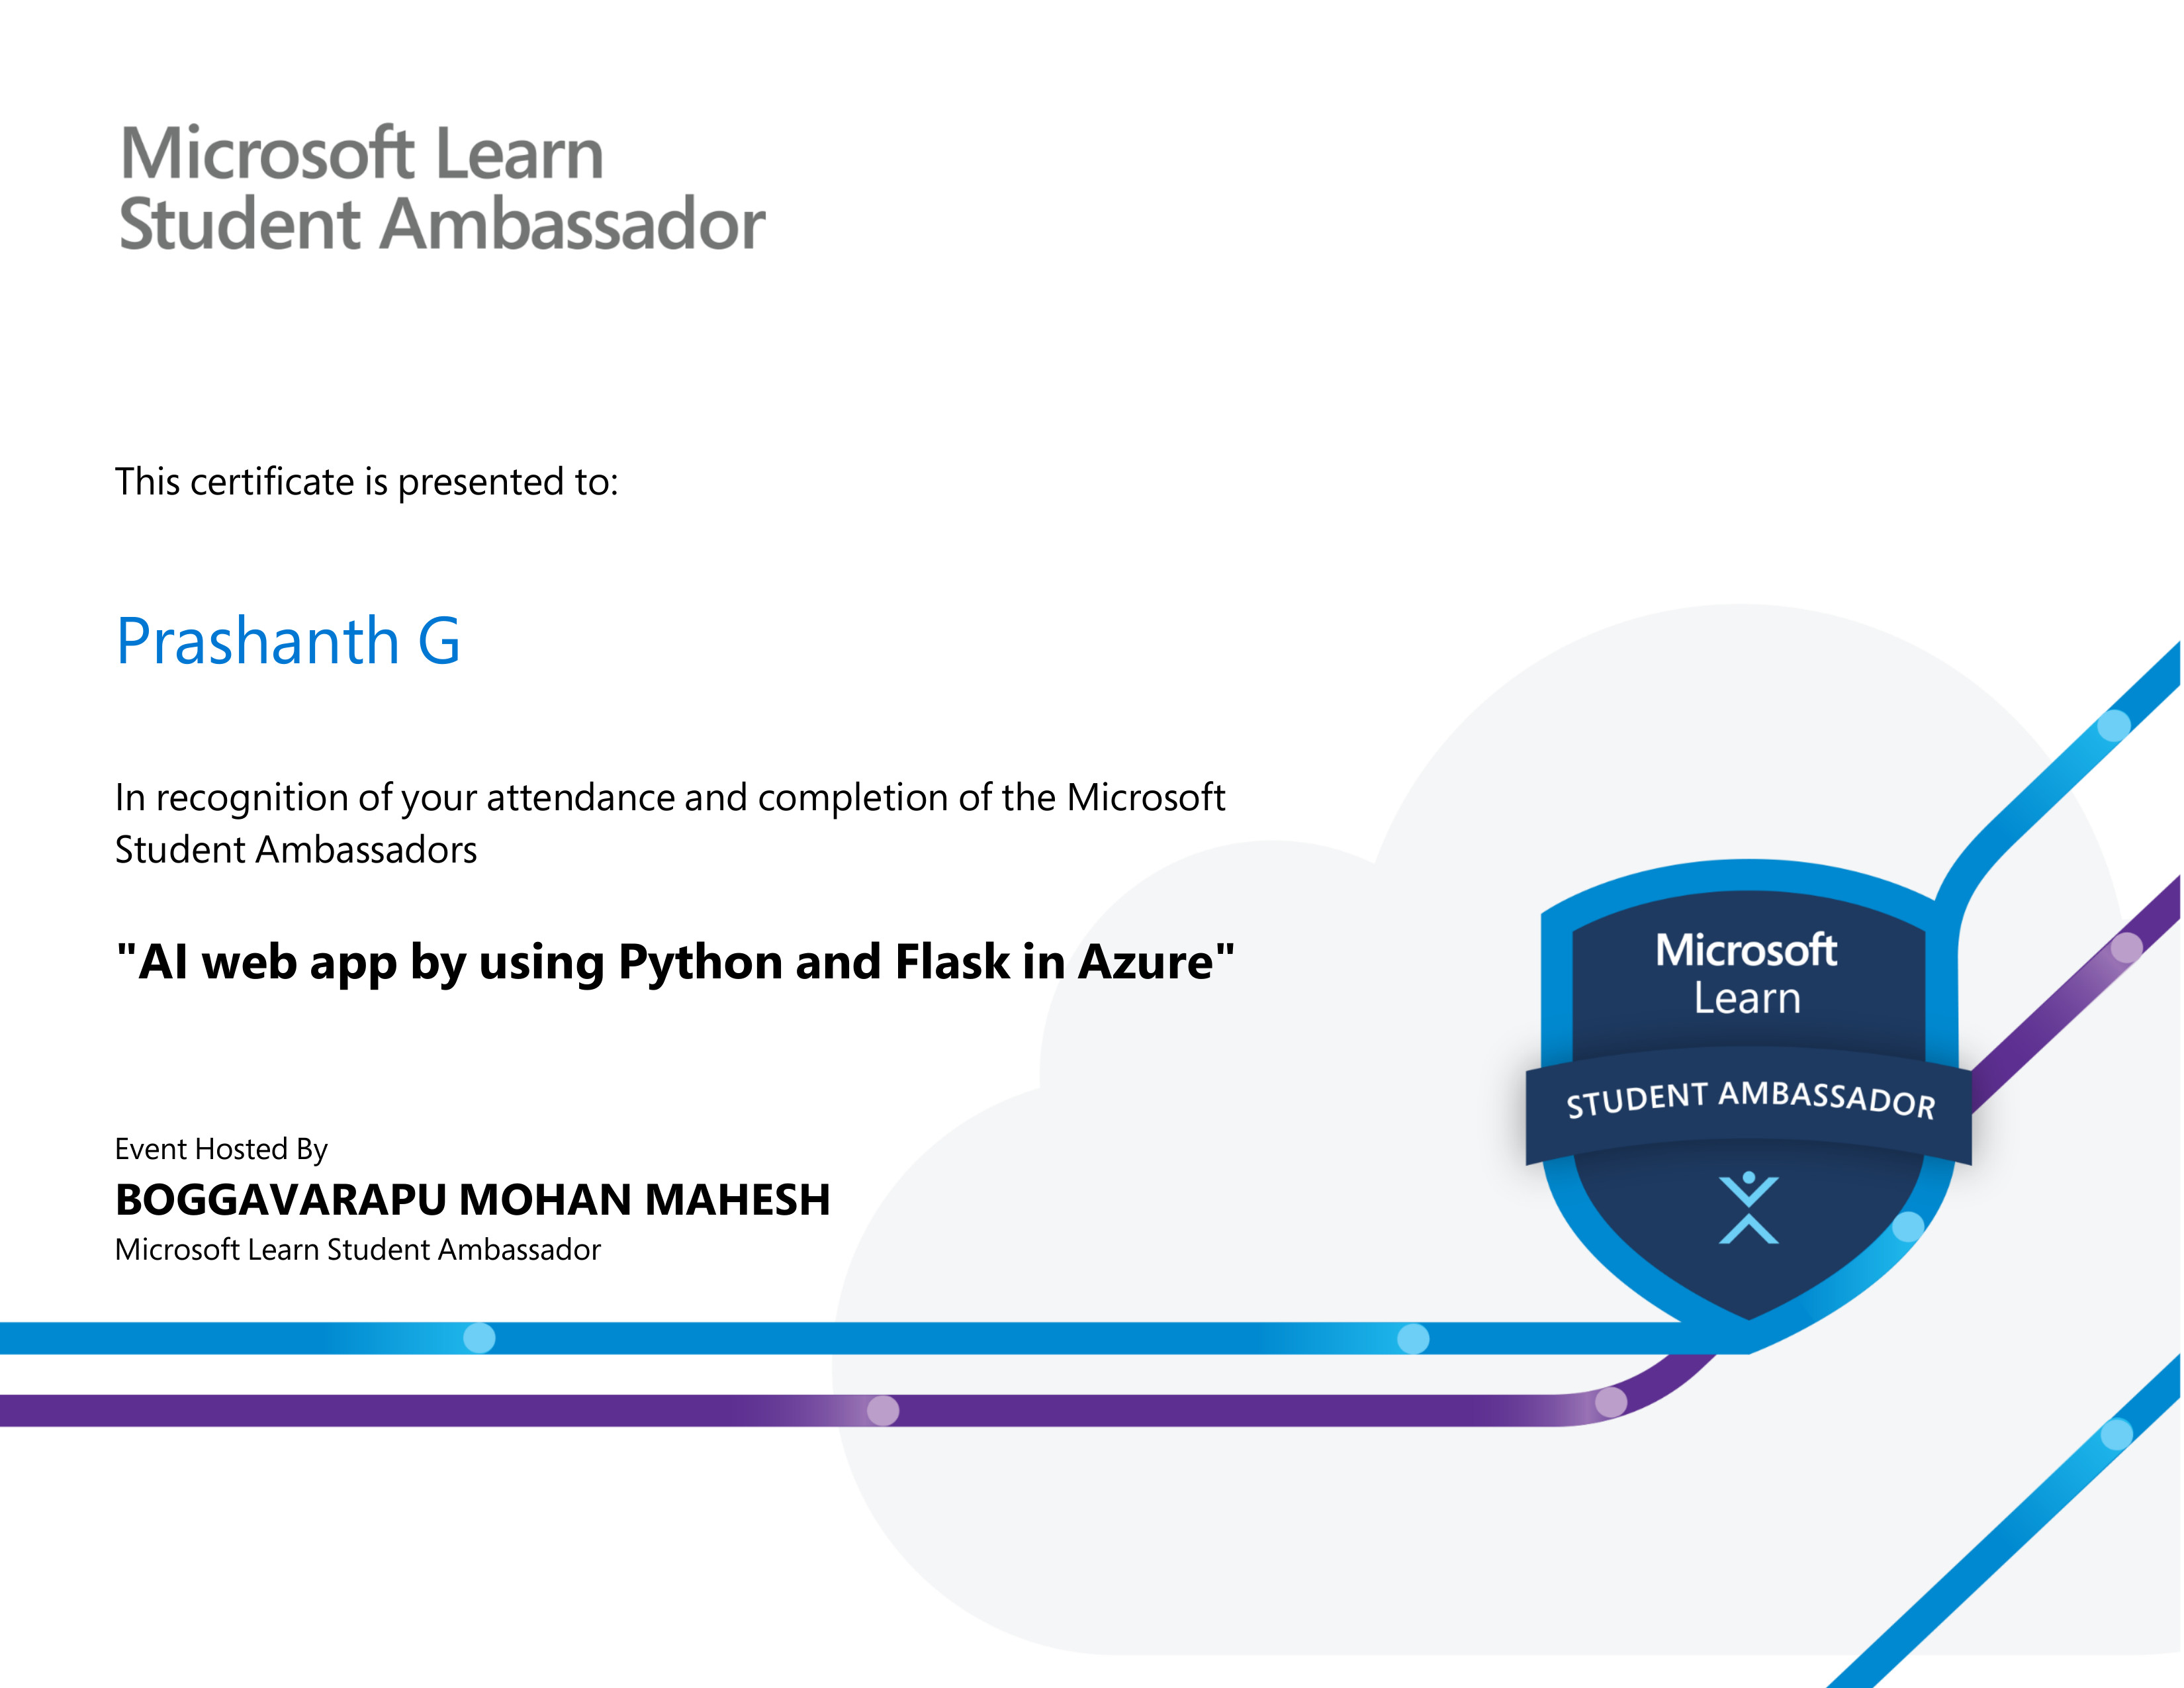 Microsoft Learn
Student Ambassador
This certificate is presented to:
Prashanth G
In recognition of your attendance and completion of the Microsoft
Student Ambassadors
"AI web app by using Python and Flask in Azure"
Microsoft
Learn
STUDENT AMBASSADOR
Event Hosted By
BOGGAVARAPU MOHAN MAHESH
Microsoft Learn Student Ambassador